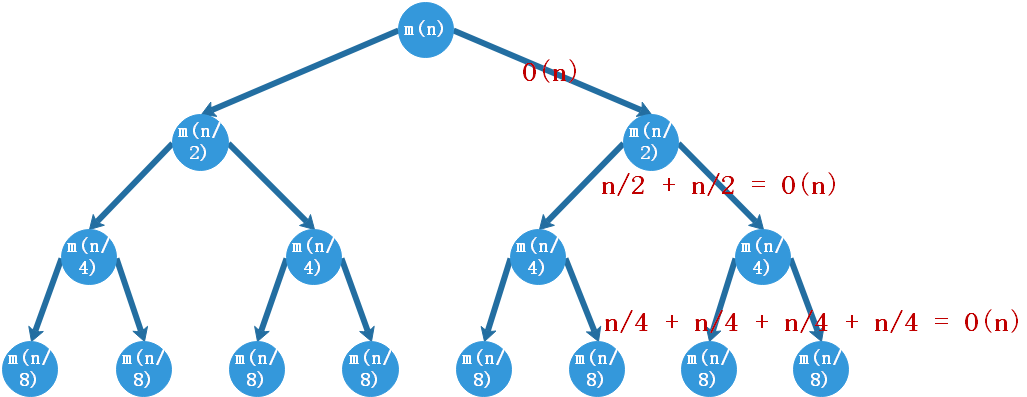 m(n)
O(n)
m(n/
2)
m(n/
2)
n/2 + n/2 = O(n)
m(n/
4)
m(n/
4)
m(n/
4)
m(n/
4)
n/4 + n/4 + n/4 + n/4 = O(n)
m(n/
8)
m(n/
8)
m(n/
8)
m(n/
8)
m(n/
8)
m(n/
8)
m(n/
8)
m(n/
8)